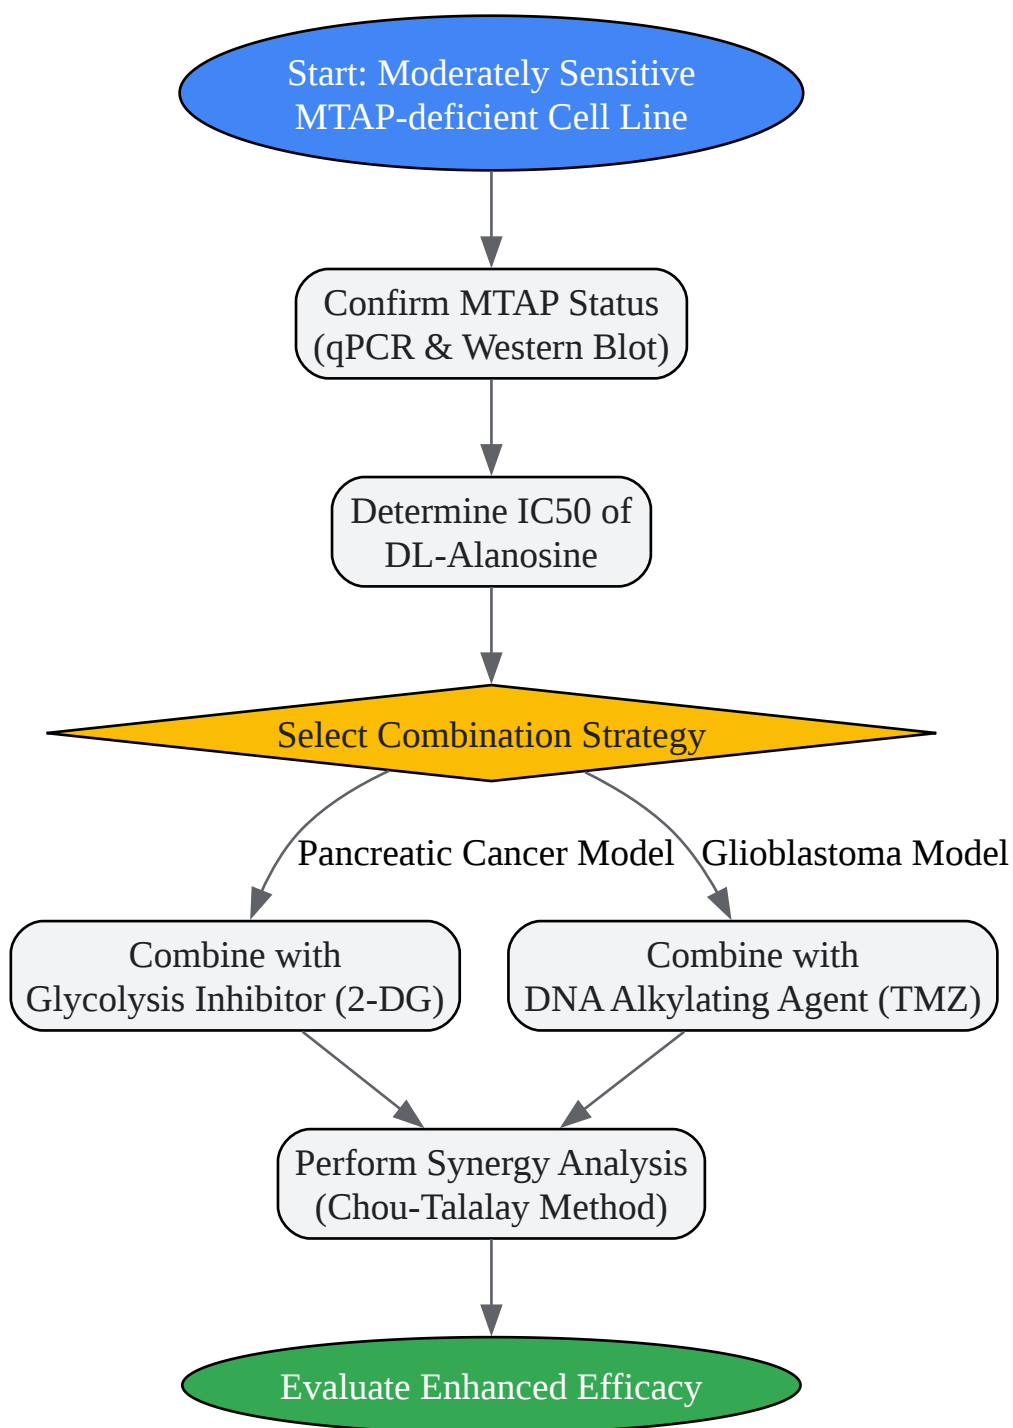 Start: Moderately Sensitive
MTAP-deficient Cell Line
Confirm MTAP Status
(qPCR & Western Blot)
Determine IC50 of
DL-Alanosine
Select Combination Strategy
Pancreatic Cancer Model
Glioblastoma Model
Combine with
Glycolysis Inhibitor (2-DG)
Combine with
DNA Alkylating Agent (TMZ)
Perform Synergy Analysis
(Chou-Talalay Method)
Evaluate Enhanced Efficacy